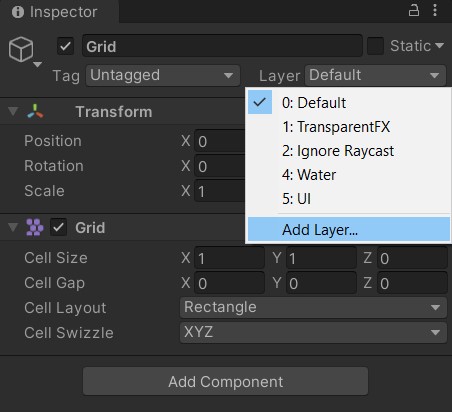 Inspector
Grid
Static
Tag Untagged Layer Default
0: Default
1: TransparentFX
2: Ignore Raycast
4: Water
5: UI
Add Layer...
Transform
Position X 0
Rotation X 0
Scale X 1
Grid
Cell Size X 1 Y 1 Z 0
Cell Gap X 0 Y 0 Z 0
Cell Layout Rectangle
Cell Swizzle XYZ
Add Component